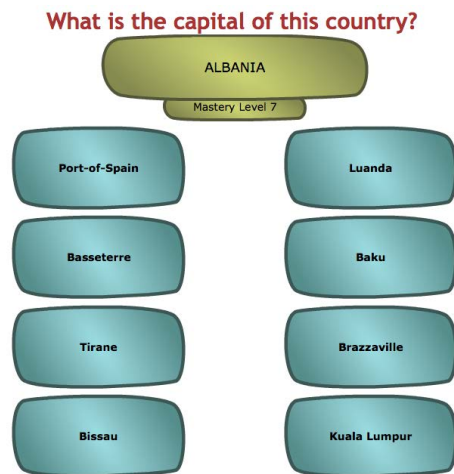 What is the capital of this country?
ALBANIA
Mastery Level 7
Port-of-Spain
Luanda
Basseterre
Baku
Tirane
Brazzaville
Bissau
Kuala Lumpur